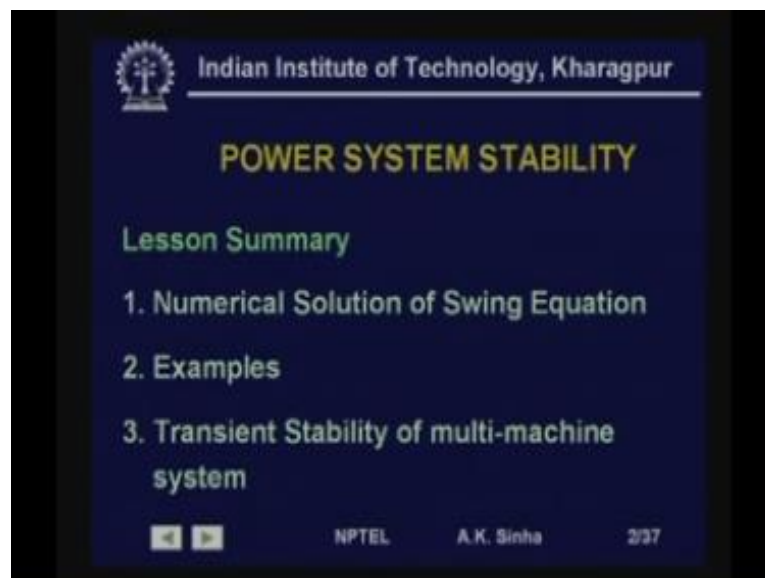 Indian Institute of Technology, Kharagpur
POWER SYSTEM STABILITY
Lesson Summary
1. Numerical Solution of Swing Equation
2. Examples
3. Transient Stability of multi-machine
system
NPTEL A.K. Sinha 2/37